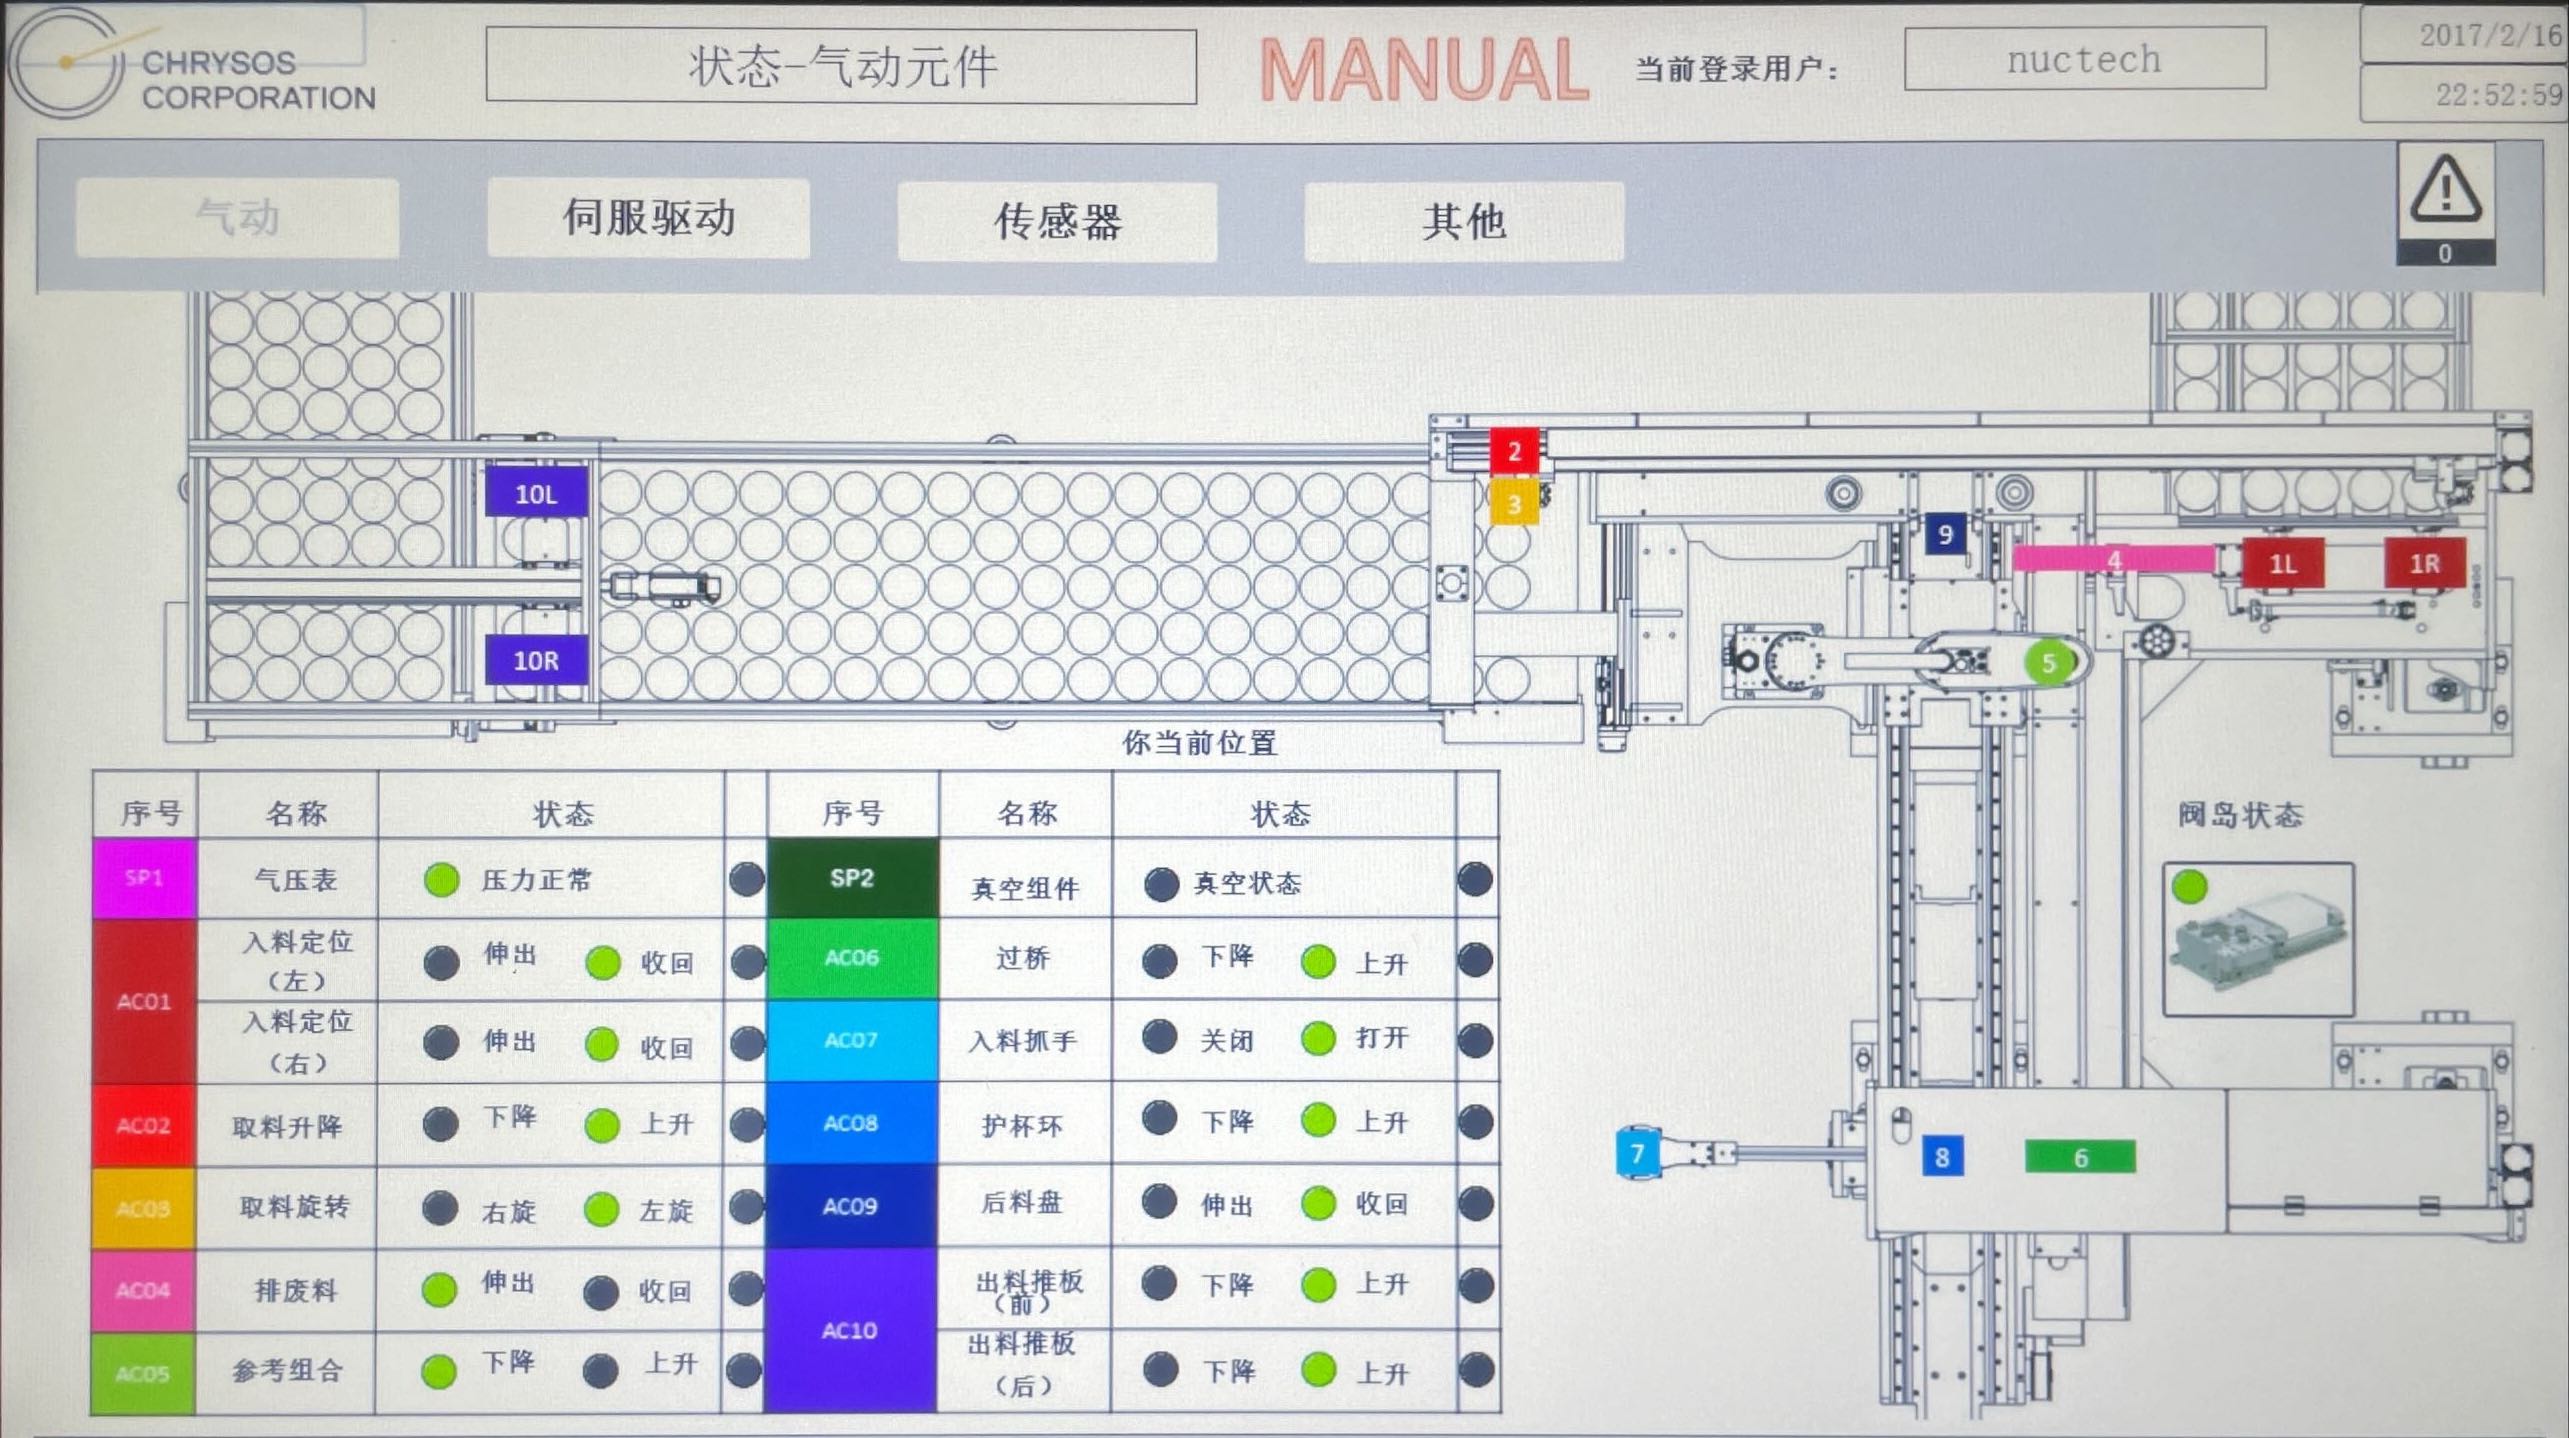 CHRYSOS
CORPORATION
状态-气动元件
MANUAL
当前登录用户：
nuctech
2017/2/16
22:52:59
气动
伺服驱动
传感器
其他
0
10L
10R
2
3
9
4
1L
1R
5
你当前位置
序号 名称 状态 序号 名称 状态
SP1 气压表 压力正常 SP2 真空组件 真空状态
AC01 入料定位（左） 伸出 收回 AC06 过桥 下降 上升
入料定位（右） 伸出 收回 AC07 入料抓手 关闭 打开
AC02 取料升降 下降 上升 AC08 护杯环 下降 上升
AC03 取料旋转 右旋 左旋 AC09 后料盘 伸出 收回
AC04 排废料 伸出 收回 AC10 出料推板（前） 下降 上升
AC05 参考组合 下降 上升 出料推板（后） 下降 上升
阀岛状态
7
8
6